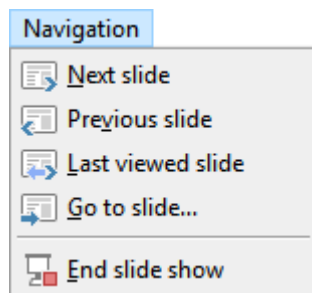 Navigation
Next slide
Previous slide
Last viewed slide
Go to slide...
End slide show